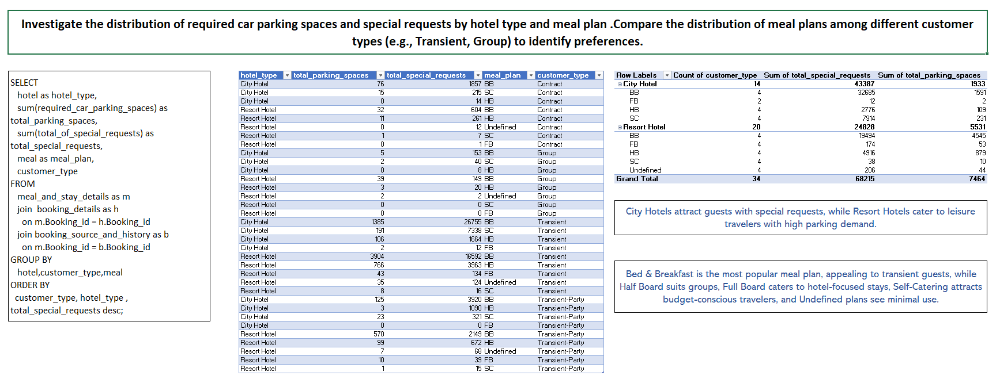 Investigate the distribution of required car parking spaces and special requests by hotel type and meal plan .Compare the distribution of meal plans among different customer
types (e.g., Transient, Group) to identify preferences.
SELECT
hotel as hotel_type,
sum(required_car_parking_spaces) as
total_parking_spaces,
sum(total_of_special_requests) as
total_special_requests,
meal as meal_plan,
customer_type
FROM
meal_and_stay_details as m
join  booking_details as h
on m.Booking_id = h.Booking_id
join booking_source_and_history as b
on m.Booking_id = b.Booking_id
GROUP BY
hotel,customer_type,meal
ORDER BY
customer_type, hotel_type ,
total_special_requests desc;
hotel_type total_parking_spaces total_special_requests meal_plan customer_type
City Hotel 76 1857 BB Contract
City Hotel 15 215 SC Contract
City Hotel 0 14 HB Contract
Resort Hotel 32 604 BB Contract
Resort Hotel 11 261 HB Contract
Resort Hotel 0 12 Undefined Contract
Resort Hotel 1 7 SC Contract
Resort Hotel 0 1 FB Contract
City Hotel 5 153 BB Group
City Hotel 2 40 SC Group
City Hotel 0 8 HB Group
Resort Hotel 39 149 BB Group
Resort Hotel 3 20 HB Group
Resort Hotel 2 2 Undefined Group
Resort Hotel 0 0 SC Group
Resort Hotel 0 0 FB Group
City Hotel 1385 26755 BB Transient
City Hotel 191 7338 SC Transient
City Hotel 106 1664 HB Transient
City Hotel 2 12 FB Transient
Resort Hotel 3904 16592 BB Transient
Resort Hotel 766 3963 HB Transient
Resort Hotel 43 134 FB Transient
Resort Hotel 35 124 Undefined Transient
Resort Hotel 8 16 SC Transient
City Hotel 125 3920 BB Transient-Party
City Hotel 3 1090 HB Transient-Party
City Hotel 23 321 SC Transient-Party
City Hotel 0 0 FB Transient-Party
Resort Hotel 570 2149 BB Transient-Party
Resort Hotel 99 672 HB Transient-Party
Resort Hotel 7 68 Undefined Transient-Party
Resort Hotel 10 39 FB Transient-Party
Resort Hotel 1 15 SC Transient-Party
Row Labels Count of customer_type Sum of total_special_requests Sum of total_parking_spaces
City Hotel 14 43387 1933
BB 4 32685 1591
FB 2 12 2
HB 4 2776 109
SC 4 7914 231
Resort Hotel 20 24828 5531
BB 4 19494 4545
FB 4 174 53
HB 4 4916 879
SC 4 38 10
Undefined 4 206 44
Grand Total 34 68215 7464
City Hotels attract guests with special requests, while Resort Hotels cater to leisure
travelers with high parking demand.
Bed & Breakfast is the most popular meal plan, appealing to transient guests, while
Half Board suits groups, Full Board caters to hotel-focused stays, Self-Catering attracts
budget-conscious travelers, and Undefined plans see minimal use.